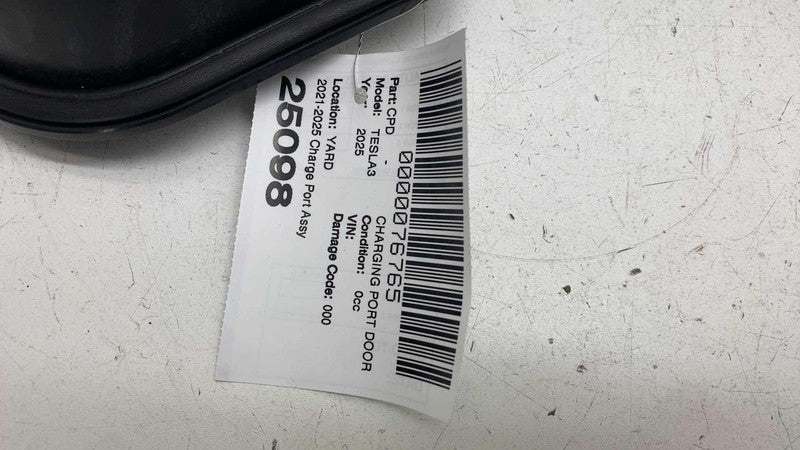 0000076765
Part: CPD - CHARGING PORT DOOR
Model: TESLA3 Condition: 0cc
2025 VIN:
Location: YARD Damage Code: 000
2021-2025 Charge Port Assy
25098